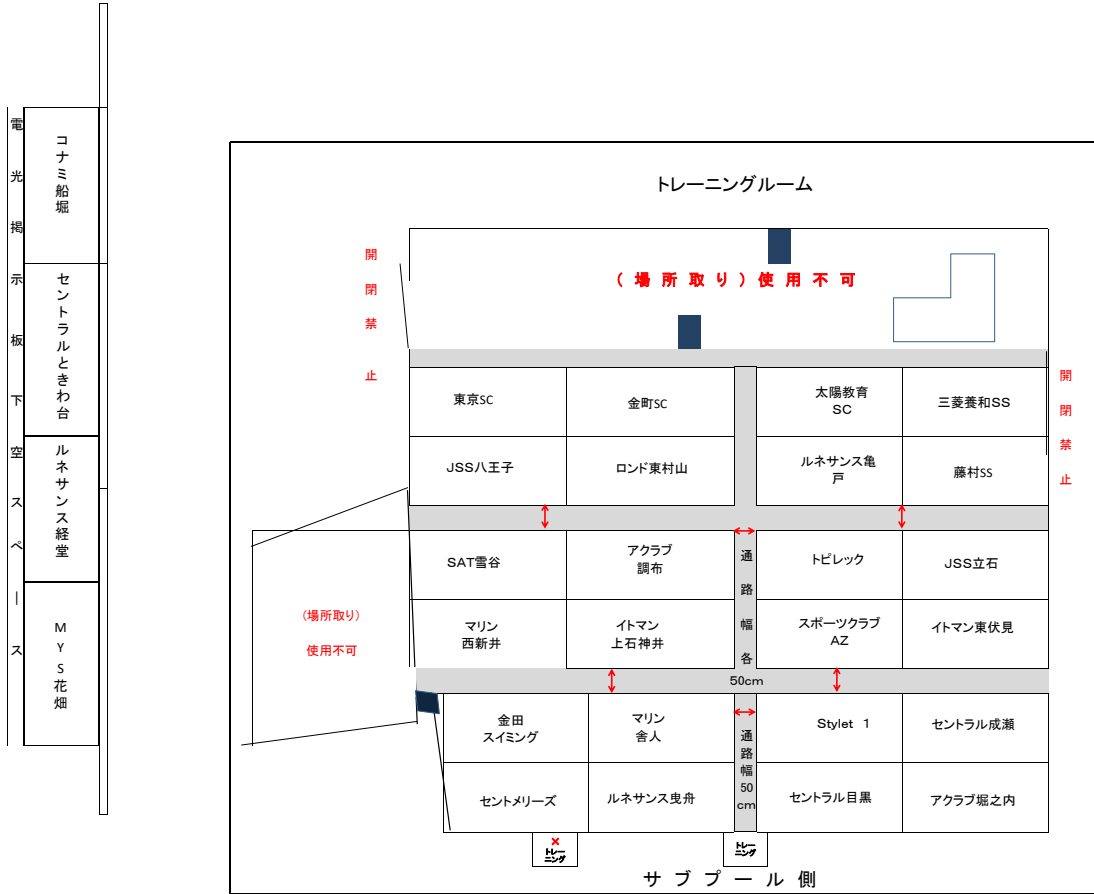 電光掲示板下空スペース
コナミ船堀
セントラルときわ台
ルネサンス経堂
MYS花畑
トレーニングルーム
開閉禁止
(場所取り)使用不可
開閉禁止
東京SC
金町SC
太陽教育
SC
三菱養和SS
JSS八王子
ロンド東村山
ルネサンス亀
戸
藤村SS
SAT雪谷
アクラブ
調布
トピレック
JSS立石
通路幅各
50cm
(場所取り)
使用不可
マリン
西新井
イトマン
上石神井
スポーツクラブ
AZ
イトマン東伏見
金田
スイミング
マリン
舎人
Stylet 1
セントラル成瀬
通路幅50cm
セントメリーズ
ルネサンス曳舟
セントラル目黒
アクラブ堀之内
×
トレー
ニング
トレー
ニング
サブプール側